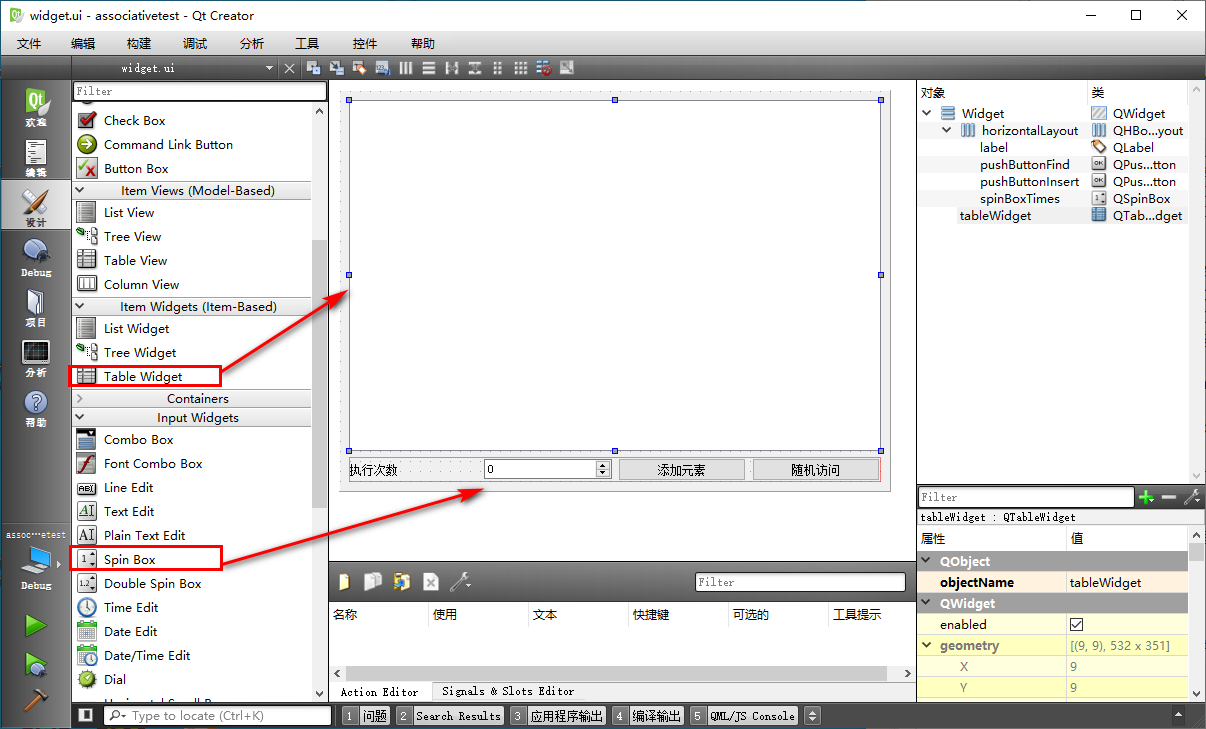 widget.ui - associativetest - Qt Creator
文件 编辑 构建 调试 分析 工具 控件 帮助
widget.ui
欢迎
编辑
设计
Debug
项目
分析
帮助
assoc…etest
Debug
Filter
Check Box
Command Link Button
Button Box
Item Views (Model-Based)
List View
Tree View
Table View
Column View
Item Widgets (Item-Based)
List Widget
Tree Widget
Table Widget
Containers
Input Widgets
Combo Box
Font Combo Box
Line Edit
Text Edit
Plain Text Edit
Spin Box
Double Spin Box
Time Edit
Date Edit
Date/Time Edit
Dial
执行次数 0 添加元素 随机访问
Filter
名称 使用 文本 快捷键 可选的 工具提示
Action Editor Signals & Slots Editor
对象 类
Widget QWidget
horizontalLayout QHBo...yout
label QLabel
pushButtonFind QPus...tton
pushButtonInsert QPus...tton
spinBoxTimes QSpinBox
tableWidget QTab...dget
Filter
tableWidget : QTableWidget
属性 值
QObject
objectName tableWidget
QWidget
enabled
geometry [(9, 9), 532 x 351]
X 9
Y 9
Type to locate (Ctrl+K) 1 问题 2 Search Results 3 应用程序输出 4 编译输出 5 QML/JS Console